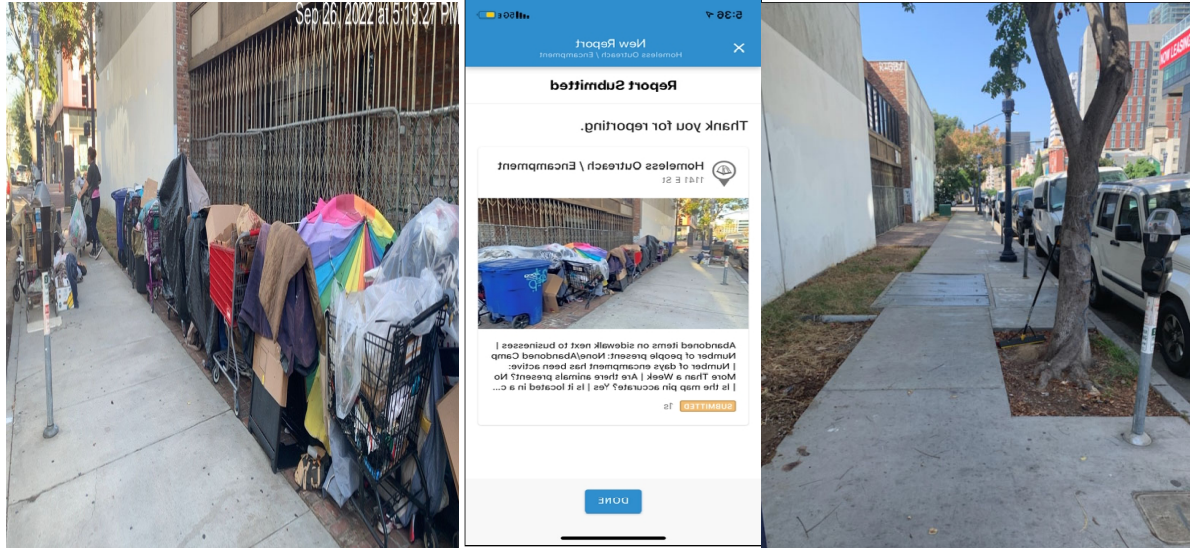 Sep 26, 2022 at 5:19:27 PM
5:36
5GE
New Report
Homeless Outreach / Encampment
Report Submitted
Thank you for reporting.
Homeless Outreach / Encampment
1141 E St
Abandoned items on sidewalk next to businesses |
Number of people present: None/Abandoned Camp
| Number of days encampment has been active:
More Than a Week | Are there animals present? No
| Is the map pin accurate? Yes | Is it located in a c...
SUBMITTED 1s
DONE
NOW LEASING